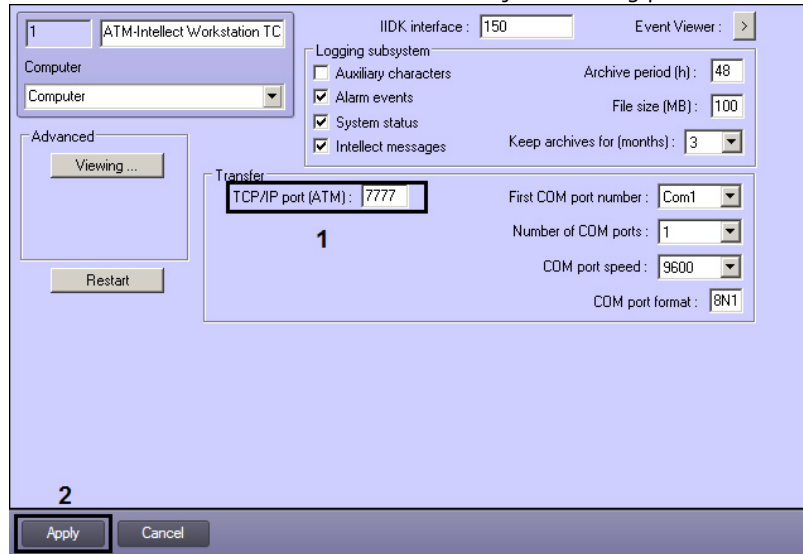 1 ATM-Intellect Workstation TC
IIDK interface : 150
Event Viewer : >
Computer
Computer
Logging subsystem
Auxiliary characters
Alarm events
System status
Intellect messages
Archive period (h) : 48
File size (MB) : 100
Keep archives for (months) : 3
Advanced
Viewing ...
Restart
Transfer
TCP/IP port (ATM) : 7777
1
First COM port number : Com1
Number of COM ports : 1
COM port speed : 9600
COM port format : 8N1
2
Apply
Cancel